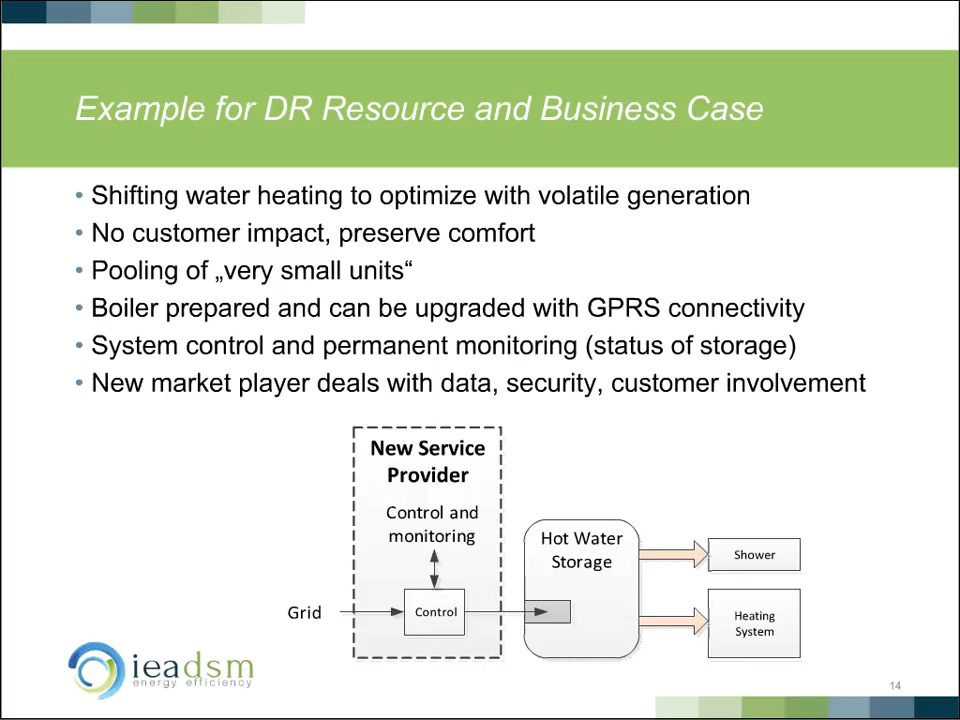 Example for DR Resource and Business Case
• Shifting water heating to optimize with volatile generation
• No customer impact, preserve comfort
• Pooling of „very small units“
• Boiler prepared and can be upgraded with GPRS connectivity
• System control and permanent monitoring (status of storage)
• New market player deals with data, security, customer involvement
New Service
Provider
Control and
monitoring
Hot Water
Storage
Shower
Grid
Control
Heating
System
ieadsm
energy efficiency
14